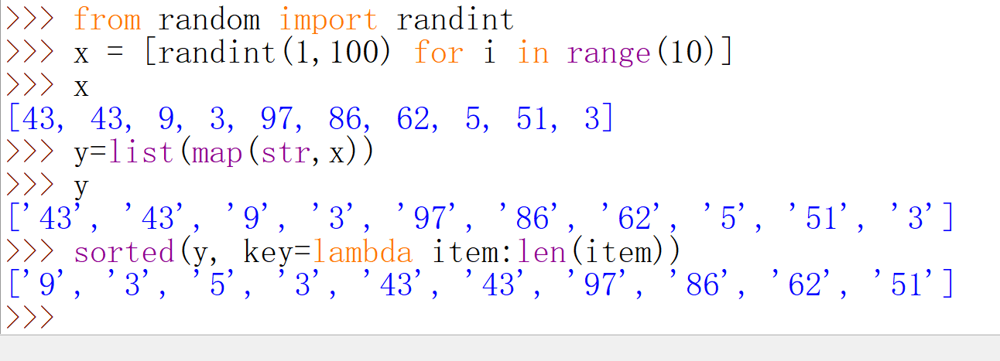 >>> from random import randint
>>> x = [randint(1,100) for i in range(10)]
>>> x
[43, 43, 9, 3, 97, 86, 62, 5, 51, 3]
>>> y=list(map(str,x))
>>> y
['43', '43', '9', '3', '97', '86', '62', '5', '51', '3']
>>> sorted(y, key=lambda item:len(item))
['9', '3', '5', '3', '43', '43', '97', '86', '62', '51']
>>>